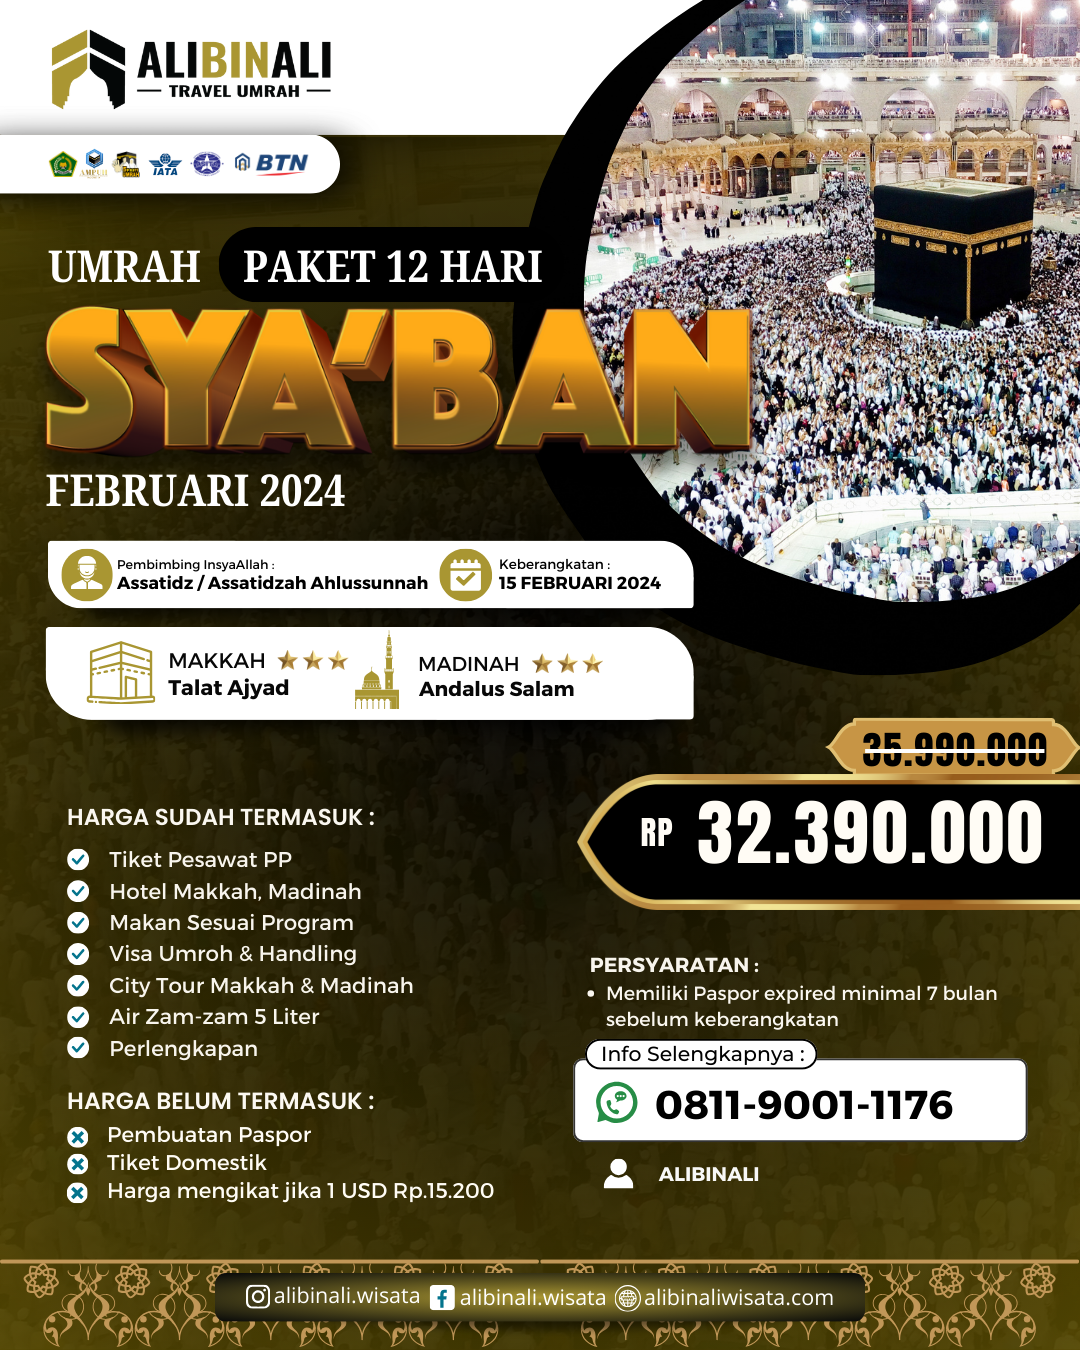 ALIBINALI
TRAVEL UMRAH
IATA
BTN
UMRAH PAKET 12 HARI
SYA'BAN
FEBRUARI 2024
Pembimbing InsyaAllah :
Assatidz / Assatidzah Ahlussunnah
Keberangkatan :
15 FEBRUARI 2024
MAKKAH
Talat Ajyad
MADINAH
Andalus Salam
35.990.000
RP 32.390.000
HARGA SUDAH TERMASUK :
Tiket Pesawat PP
Hotel Makkah, Madinah
Makan Sesuai Program
Visa Umroh & Handling
City Tour Makkah & Madinah
Air Zam-zam 5 Liter
Perlengkapan
HARGA BELUM TERMASUK :
Pembuatan Paspor
Tiket Domestik
Harga mengikat jika 1 USD Rp.15.200
PERSYARATAN :
• Memiliki Paspor expired minimal 7 bulan
sebelum keberangkatan
Info Selengkapnya :
0811-9001-1176
ALIBINALI
alibinali.wisata alibinali.wisata alibinaliwisata.com